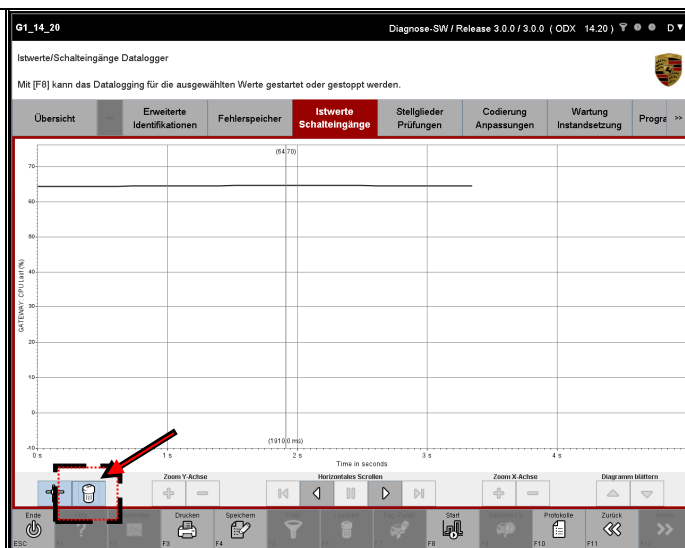 G1_14_20
Diagnose-SW / Release 3.0.0 / 3.0.0 ( ODX 14.20 ) D
Istwerte/Schalteingänge Datalogger
Mit [F8] kann das Datalogging für die ausgewählten Werte gestartet oder gestoppt werden.
Übersicht
<<
Erweiterte
Identifikationen
Fehlerspeicher
Istwerte
Schalteingänge
Stellglieder
Prüfungen
Codierung
Anpassungen
Wartung
Instandsetzung
Progra
>>
(64.70)
70
60
50
40
30
20
10
0
-10
GATEWAY: CPU Last (%)
(1910.0 ms)
0 s
1 s
2 s
3 s
4 s
Time in seconds
Zoom Y-Achse
Horizontales Scrollen
Zoom X-Achse
Diagramm blättern
Ende
ESC
F1
F2
Drucken
F3
Speichern
F4
Start
F8
F10
Protokolle
Zurück
F11